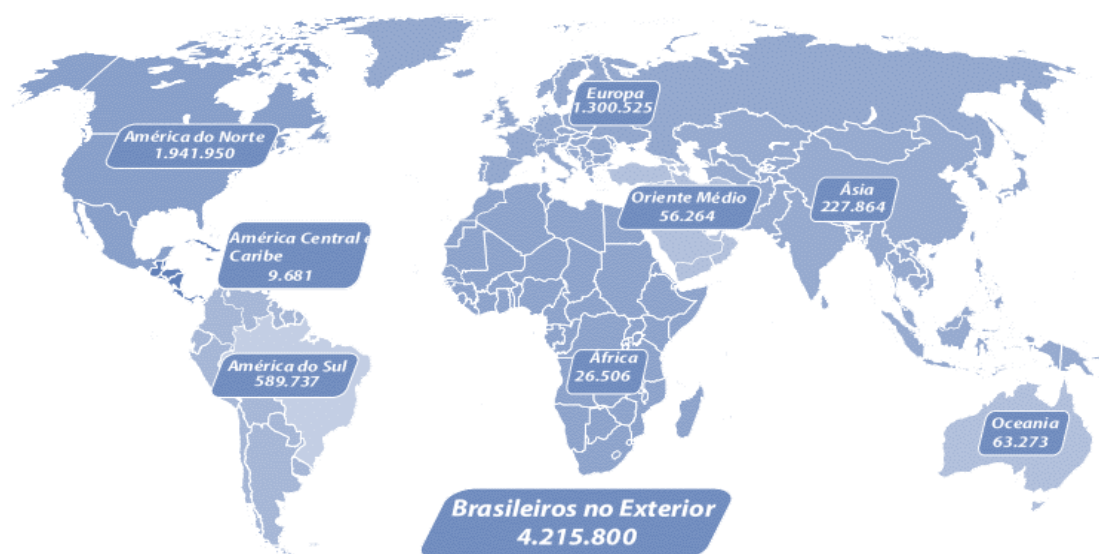 Europa
1.300.525
América do Norte
1.941.950
Oriente Médio
56.264
Ásia
227.864
América Central e
Caribe
9.681
América do Sul
589.737
África
26.506
Oceania
63.273
Brasileiros no Exterior
4.215.800